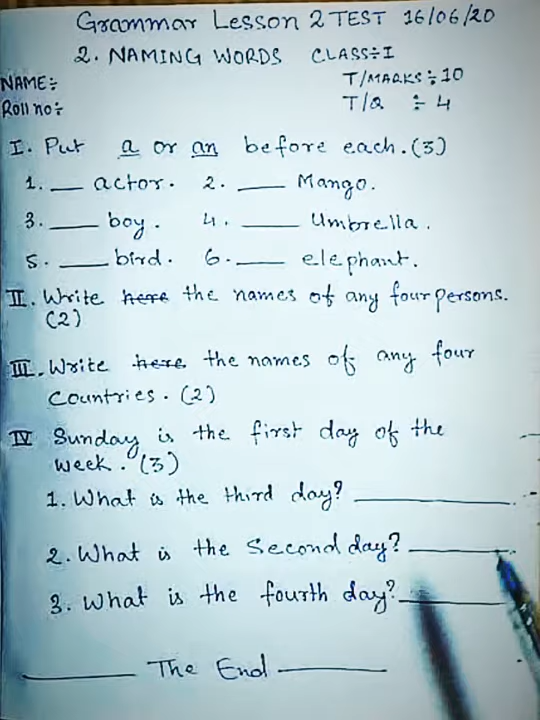 Grammar Lesson 2 TEST 16/06/20
2. NAMING WORDS CLASS÷I
NAME÷ T/MARKS÷10
Roll no÷ T/Q ÷ 4
I. Put a or an before each.(3)
1. ___ actor. 2. ___ Mango.
3. ___ boy. 4. ___ Umbrella.
5. ___ bird. 6. ___ elephant.
II. Write here the names of any four persons.
(2)
III. Write here the names of any four
Countries. (2)
IV Sunday is the first day of the
week. (3)
1. What is the third day? ___
2. What is the Second day? ___
3. What is the fourth day? ___
___ The End ___